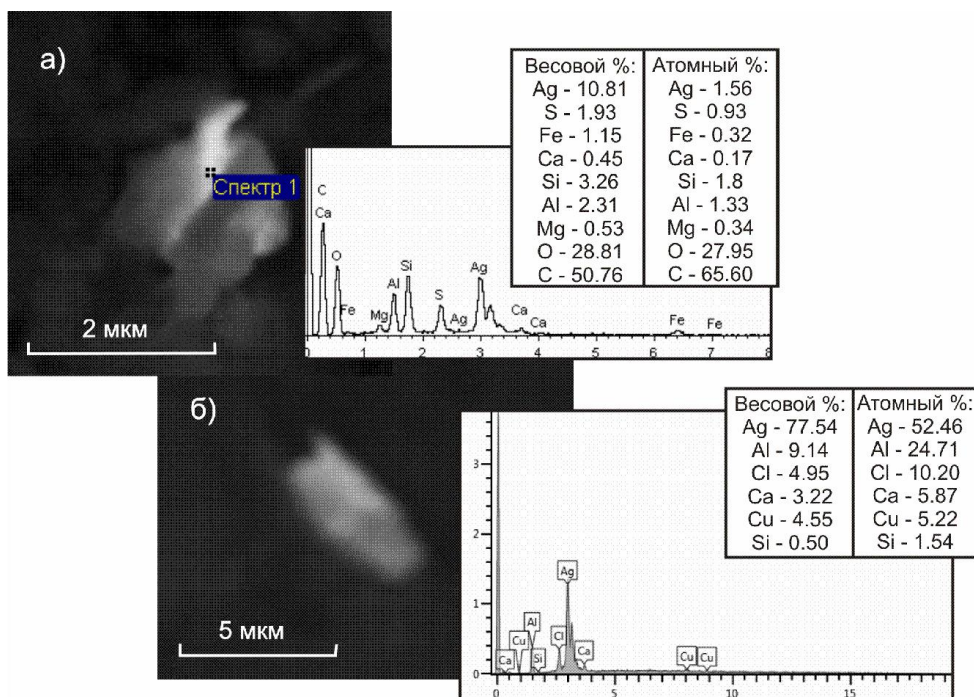 а)
Спектр 1
2 мкм
Весовой %: Атомный %:
Ag - 10.81 Ag - 1.56
S - 1.93 S - 0.93
Fe - 1.15 Fe - 0.32
Ca - 0.45 Ca - 0.17
Si - 3.26 Si - 1.8
Al - 2.31 Al - 1.33
Mg - 0.53 Mg - 0.34
O - 28.81 O - 27.95
C - 50.76 C - 65.60
C
Ca
O
Fe
Mg
Al
Si
S
Ag
Ag
Ca
Ca
Fe
Fe
0 1 2 3 4 5 6 7 8
б)
5 мкм
Весовой %: Атомный %:
Ag - 77.54 Ag - 52.46
Al - 9.14 Al - 24.71
Cl - 4.95 Cl - 10.20
Ca - 3.22 Ca - 5.87
Cu - 4.55 Cu - 5.22
Si - 0.50 Si - 1.54
3
2
1
0
Ag
Al
Cu
Cl
Ca
Si
Ca
Cu
Cu
0 5 10 15